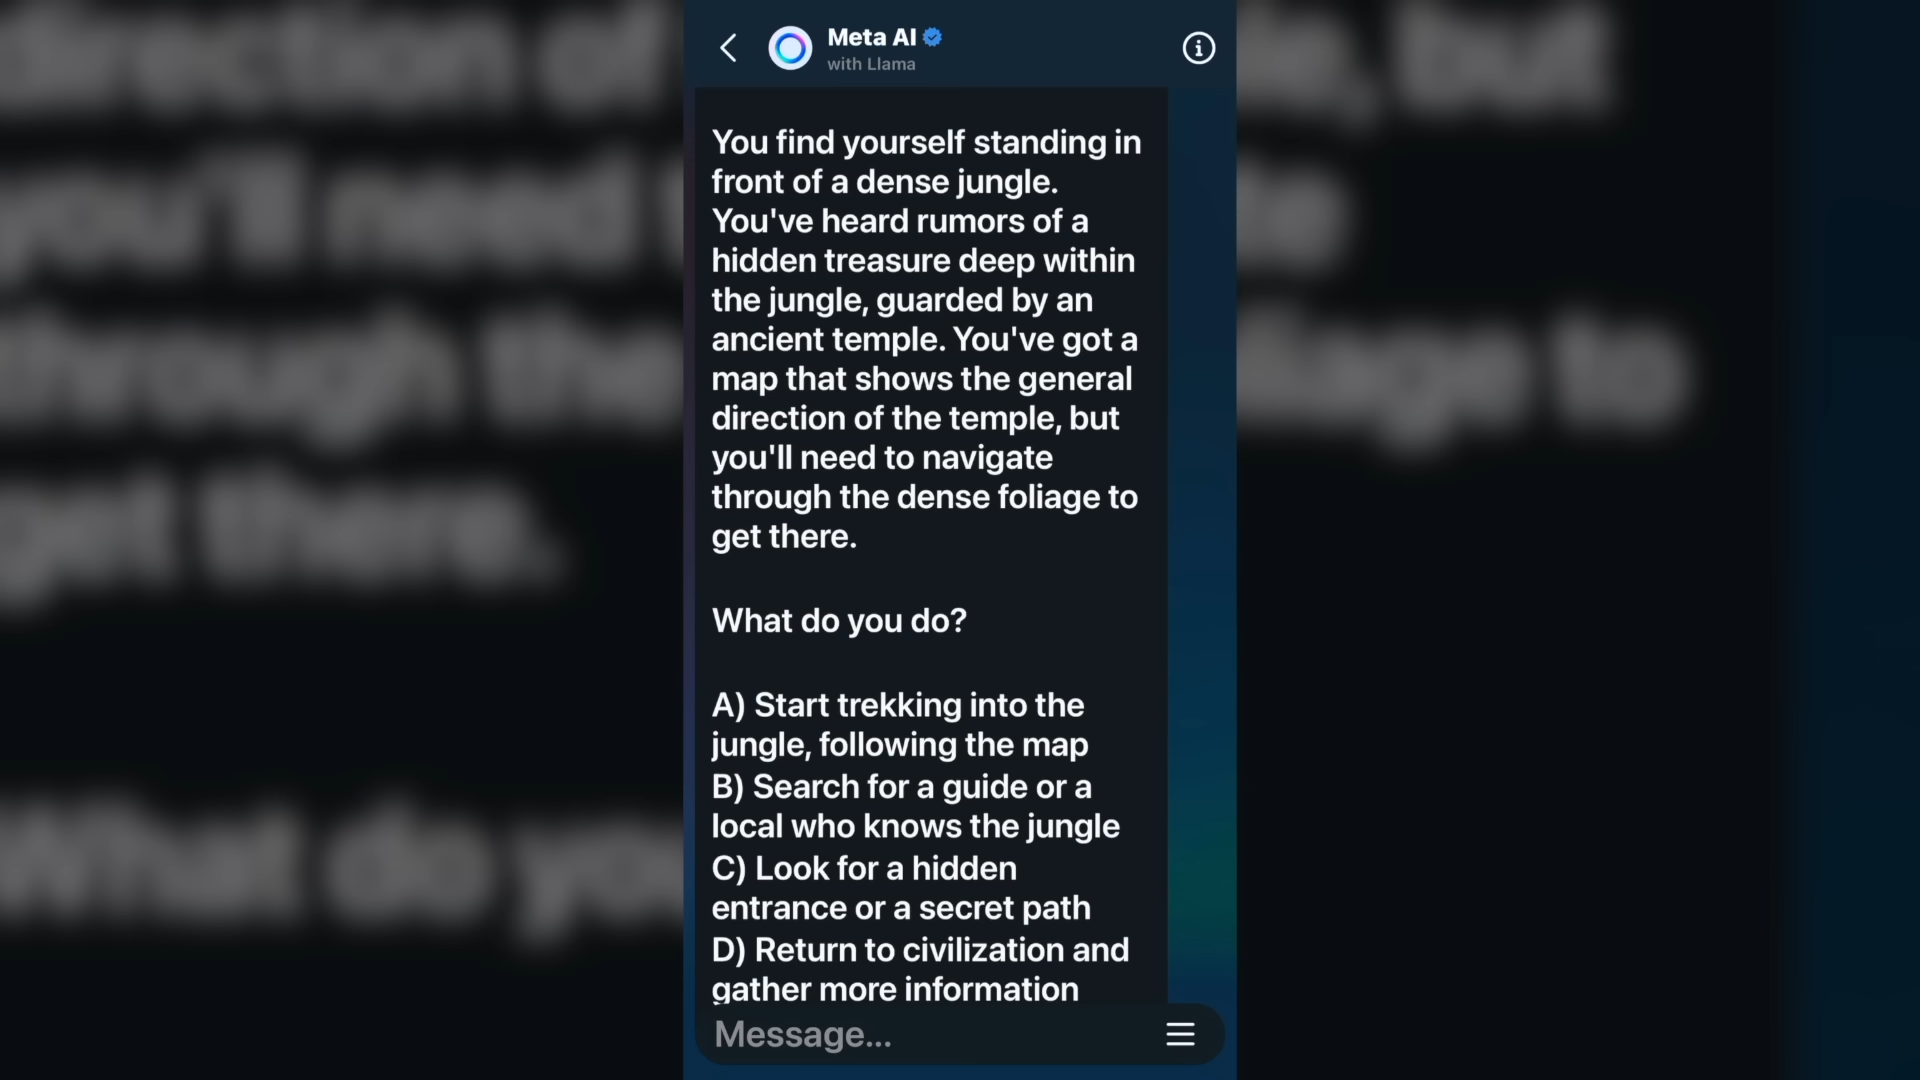 Meta AI
with Llama
You find yourself standing in
front of a dense jungle.
You've heard rumors of a
hidden treasure deep within
the jungle, guarded by an
ancient temple. You've got a
map that shows the general
direction of the temple, but
you'll need to navigate
through the dense foliage to
get there.
What do you do?
A) Start trekking into the
jungle, following the map
B) Search for a guide or a
local who knows the jungle
C) Look for a hidden
entrance or a secret path
D) Return to civilization and
gather more information
Message...